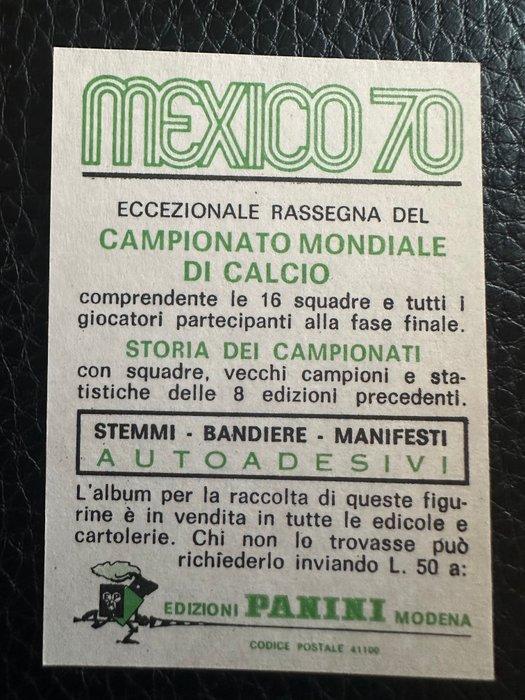 MEXICO 70
ECCEZIONALE RASSEGNA DEL
CAMPIONATO MONDIALE
DI CALCIO
comprendente le 16 squadre e tutti i
giocatori partecipanti alla fase finale.
STORIA DEI CAMPIONATI
con squadre, vecchi campioni e sta-
tistiche delle 8 edizioni precedenti.
STEMMI - BANDIERE - MANIFESTI
AUTOADESIVI
L'album per la raccolta di queste figu-
rine è in vendita in tutte le edicole e
cartolerie. Chi non lo trovasse può
richiederlo inviando L. 50 a:
EDIZIONI PANINI MODENA
CODICE POSTALE 41100